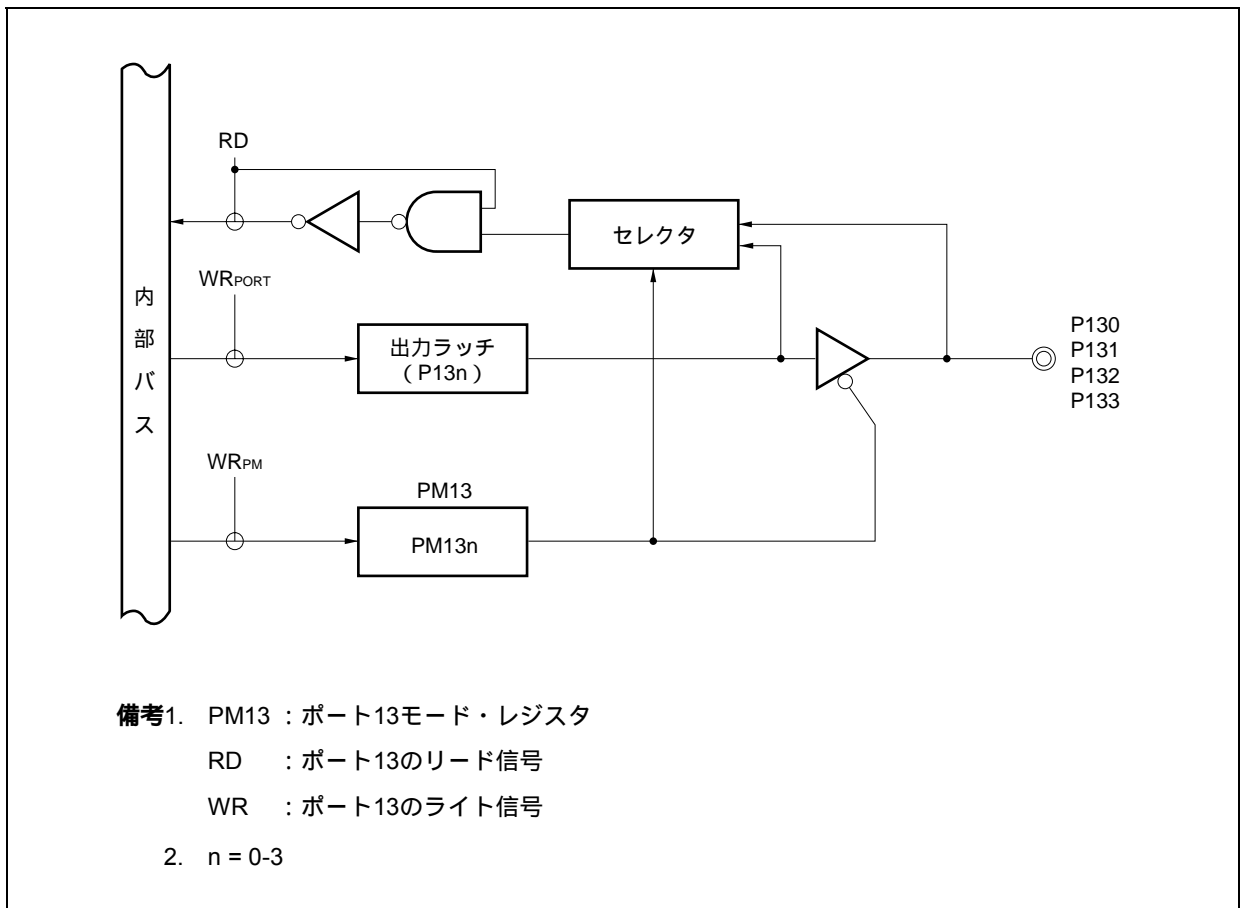 RD
セレクタ
WRPORT
内
部
バ
ス
出力ラッチ
（P13n）
P130
P131
P132
P133
WRPM
PM13
PM13n
備考1. PM13 ：ポート13モード・レジスタ
RD ：ポート13のリード信号
WR ：ポート13のライト信号
2. n = 0-3